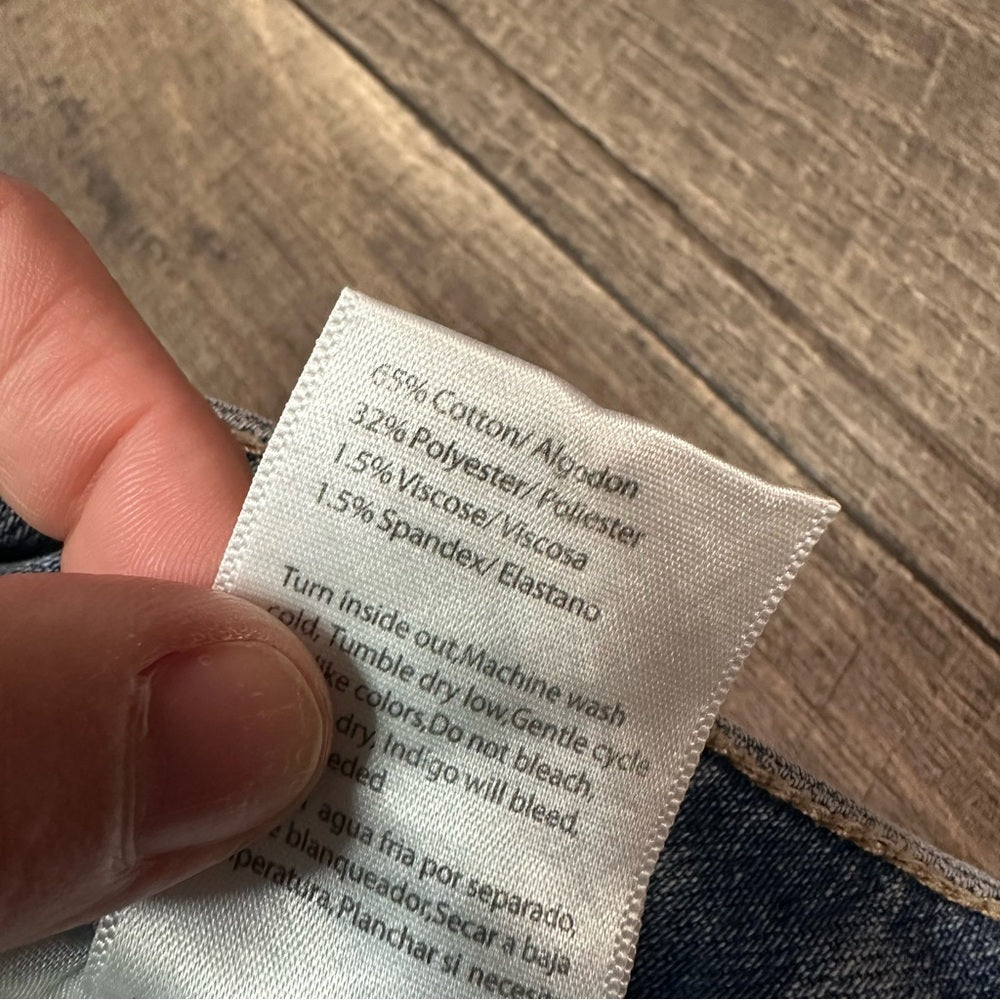 65% Cotton/ Algodon
32% Polyester/ Poliester
1.5% Viscose/ Viscosa
1.5% Spandex/ Elastano
Turn inside out,Machine wash
cold, Tumble dry low,Gentle cycle
like colors,Do not bleach
dry, Indigo will bleed,
agua fria por separado,
blanqueador,Secar a baja
Planchar si